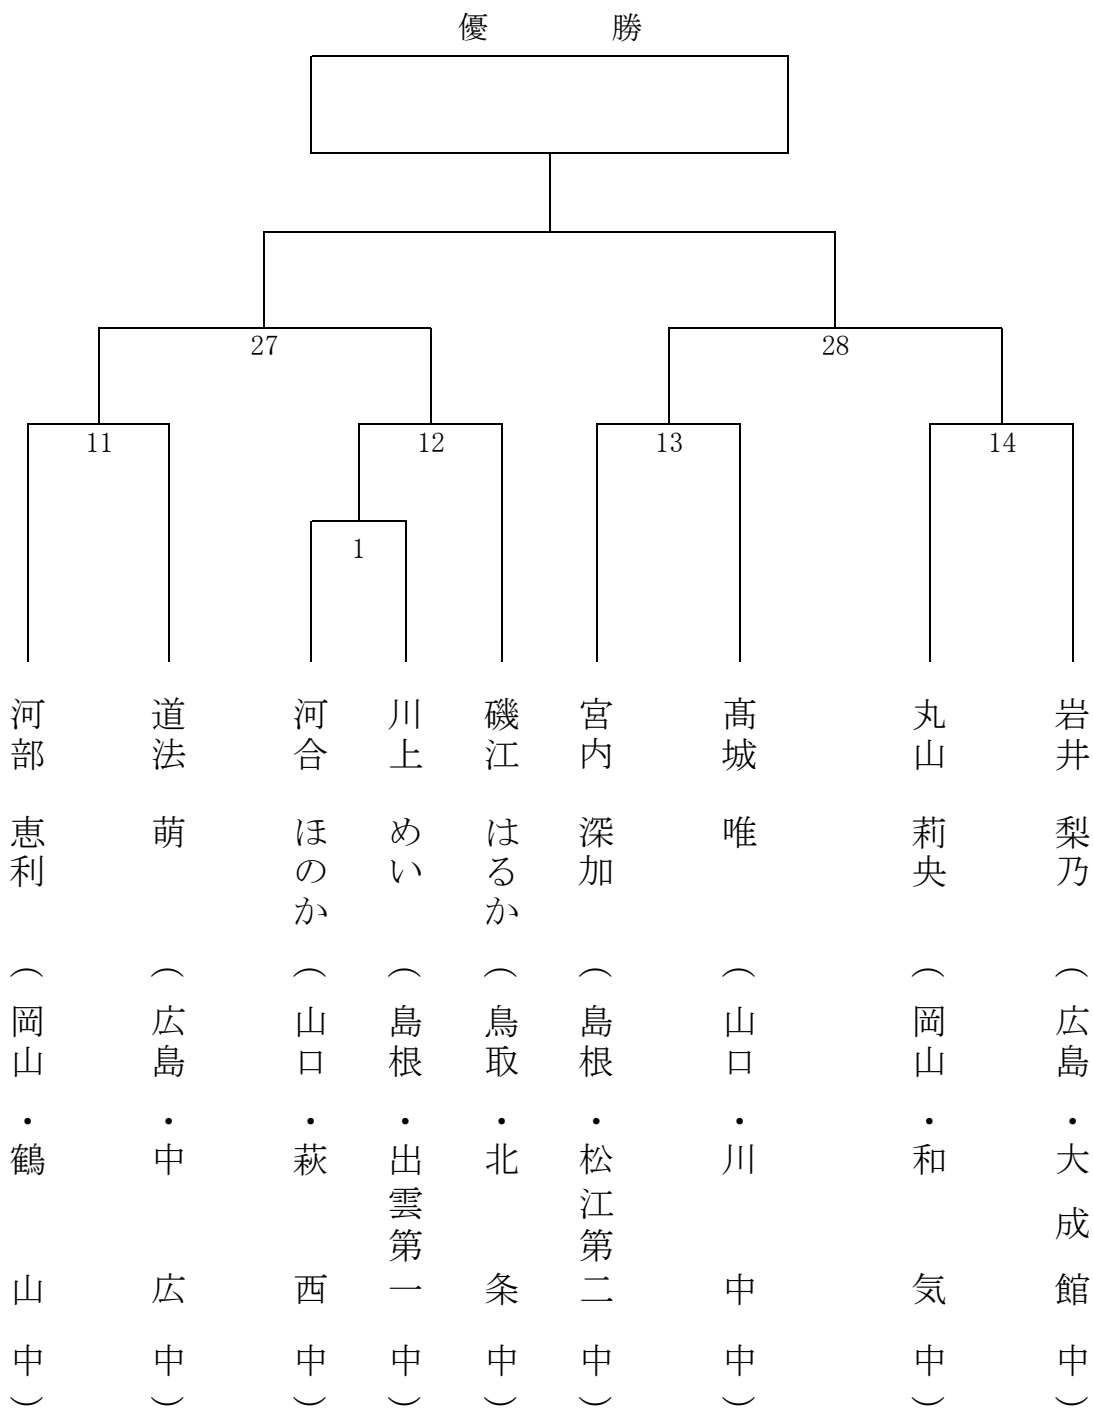 優 勝
27
28
11
12
13
14
1
河部 恵利 （岡山・鶴山中）
道法 萌 （広島・中広中）
河合 ほのか （山口・萩西中）
川上 めい （島根・出雲第一中）
磯江 はるか （鳥取・北条中）
宮内 深加 （島根・松江第二中）
髙城 唯 （山口・川中中）
丸山 莉央 （岡山・和気中）
岩井 梨乃 （広島・大成館中）